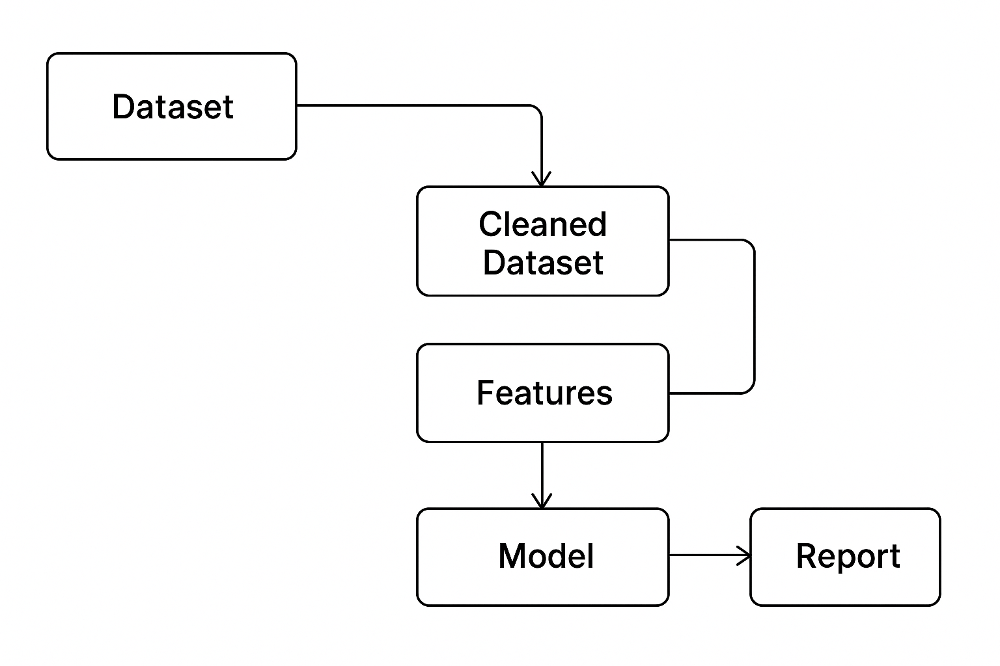 Dataset
Cleaned
Dataset
Features
Model
Report